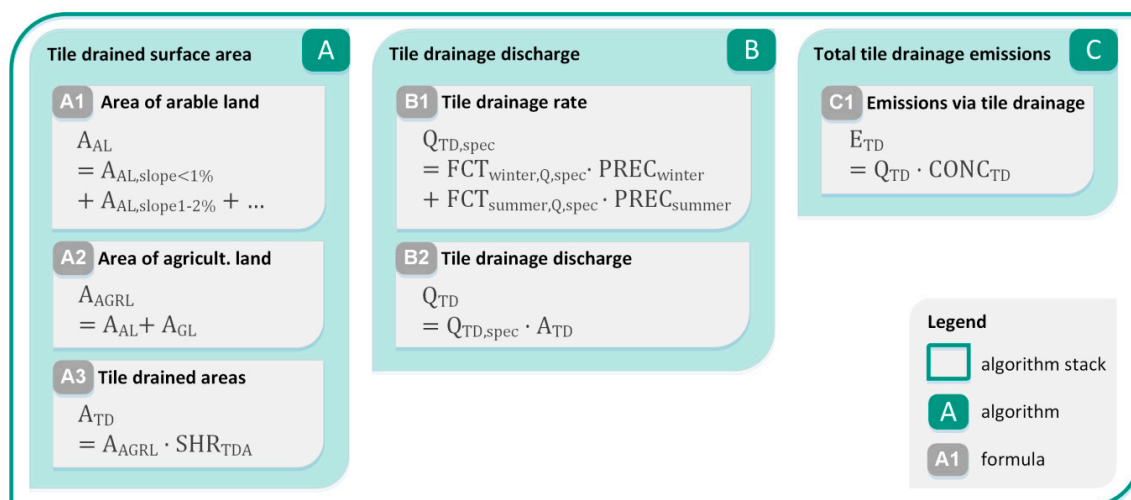 Tile drained surface area
A
A1 Area of arable land
A_AL
= A_AL,slope<1%
+ A_AL,slope1-2% + ...
A2 Area of agricult. land
A_AGRL
= A_AL + A_GL
A3 Tile drained areas
A_TD
= A_AGRL · SHR_TDA
Tile drainage discharge
B
B1 Tile drainage rate
Q_TD,spec
= FCT_winter,Q,spec · PREC_winter
+ FCT_summer,Q,spec · PREC_summer
B2 Tile drainage discharge
Q_TD
= Q_TD,spec · A_TD
Total tile drainage emissions
C
C1 Emissions via tile drainage
E_TD
= Q_TD · CONC_TD
Legend
algorithm stack
A algorithm
A1 formula